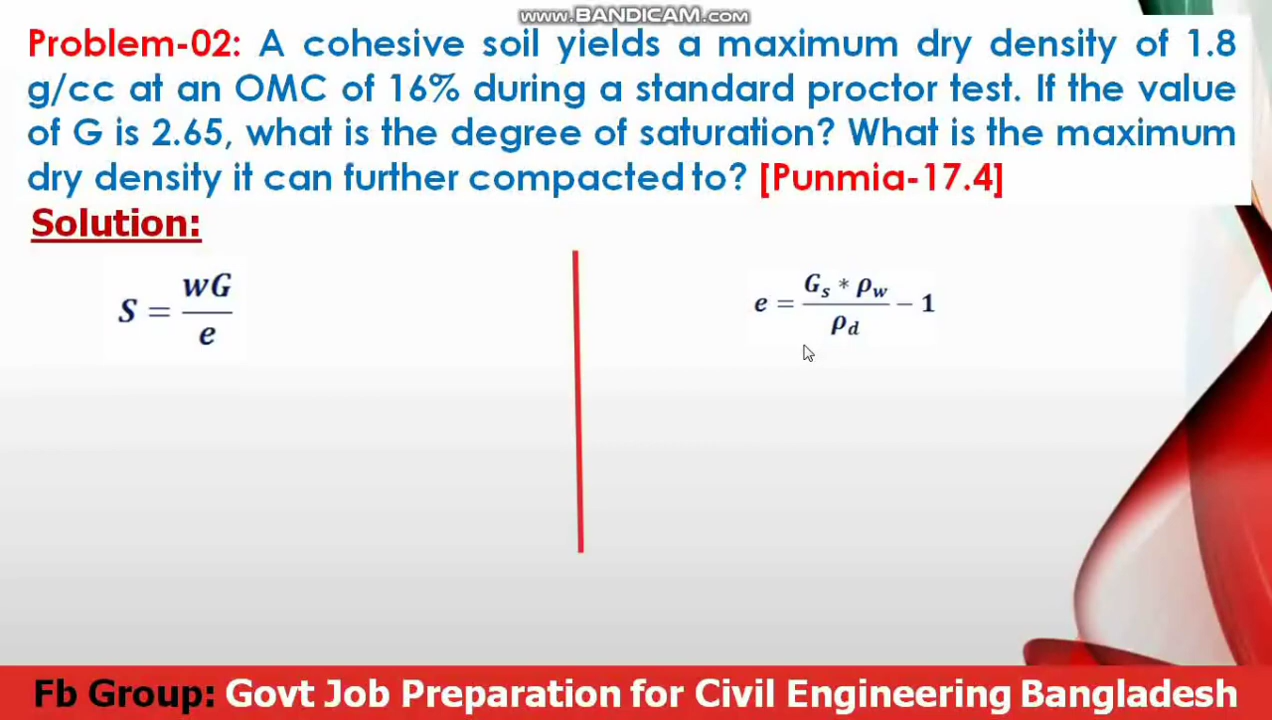 www.BANDICAM.com
Problem-02: A cohesive soil yields a maximum dry density of 1.8
g/cc at an OMC of 16% during a standard proctor test. If the value
of G is 2.65, what is the degree of saturation? What is the maximum
dry density it can further compacted to? [Punmia-17.4]
Solution:
S = wG/e
e = G_s * ρ_w/ρ_d − 1
Fb Group: Govt Job Preparation for Civil Engineering Bangladesh